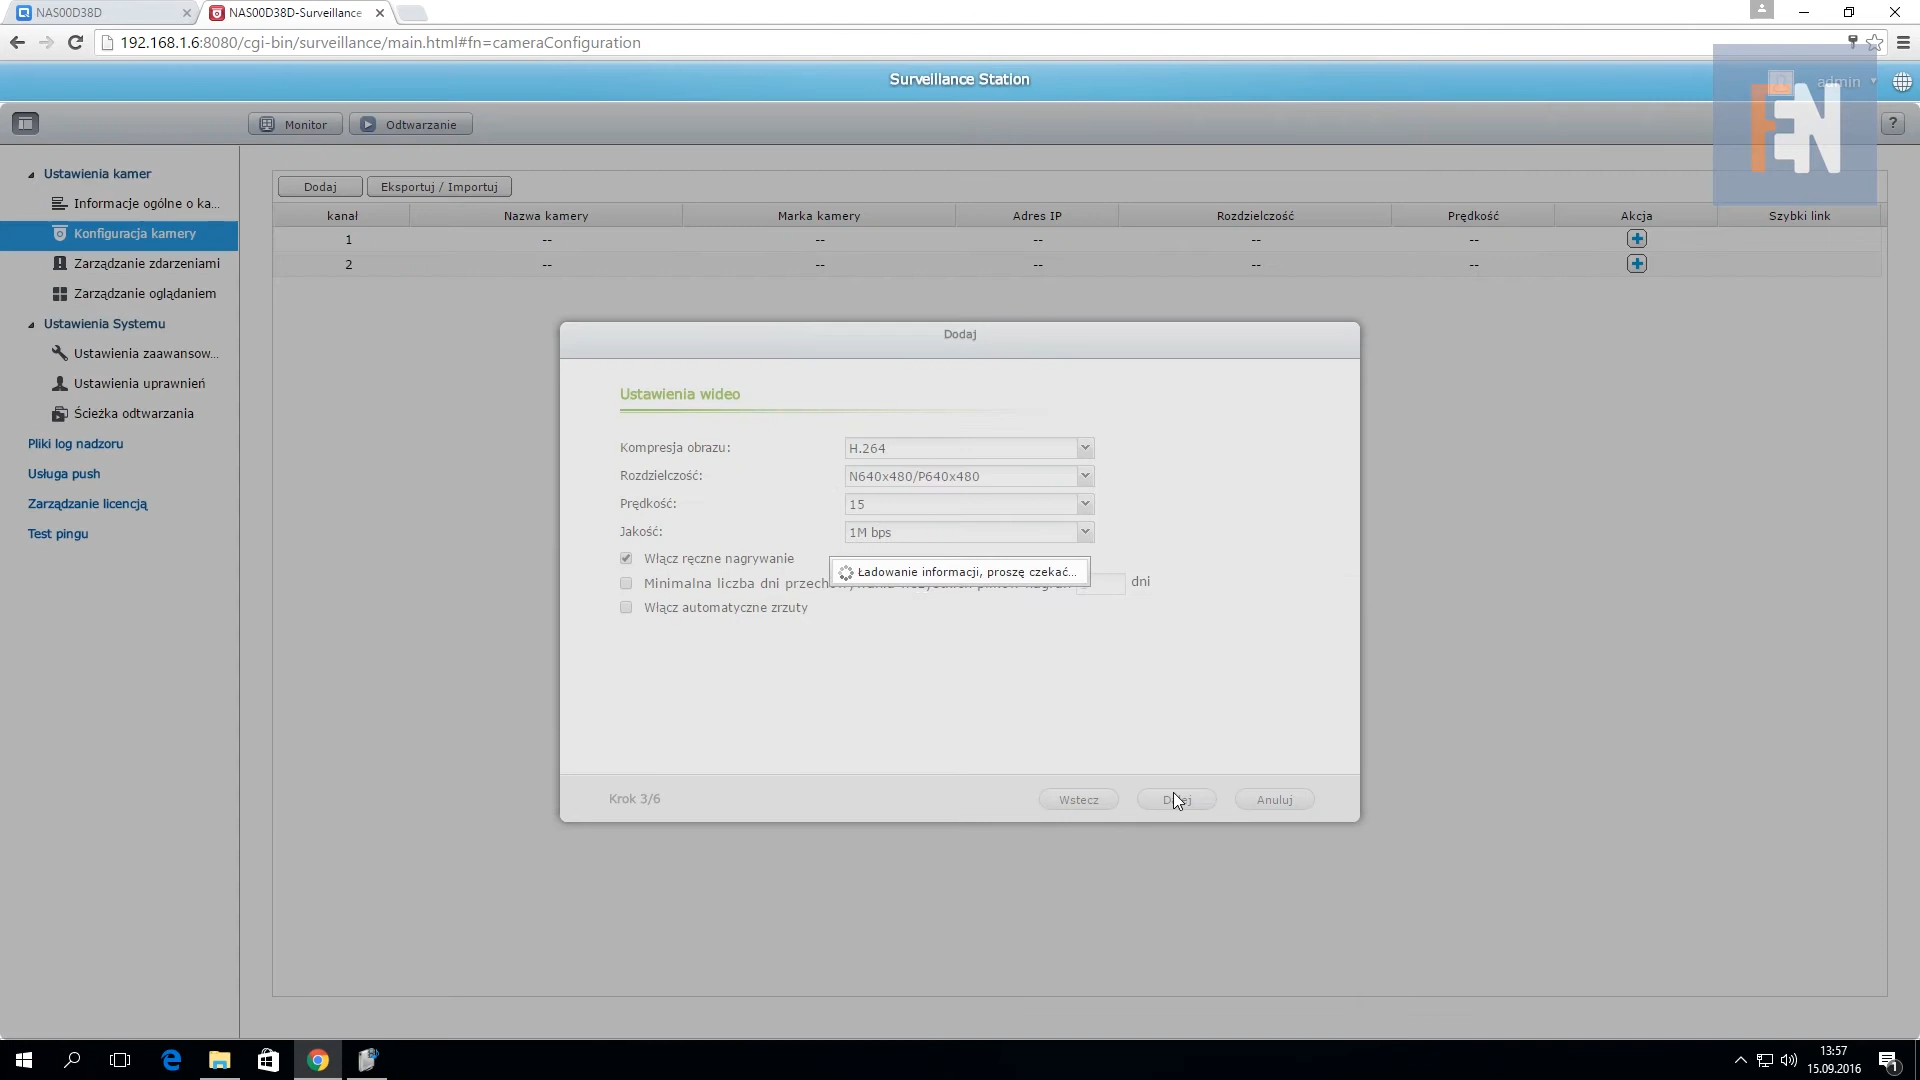 NAS00D38D
NAS00D38D-Surveillance
192.168.1.6:8080/cgi-bin/surveillance/main.html#fn=cameraConfiguration
Surveillance Station
admin
Monitor
Odtwarzanie
?
FEN
Ustawienia kamer
Informacje ogólne o ka...
Konfiguracja kamery
Zarządzanie zdarzeniami
Zarządzanie oglądaniem
Ustawienia Systemu
Ustawienia zaawansow...
Ustawienia uprawnień
Ścieżka odtwarzania
Pliki log nadzoru
Usługa push
Zarządzanie licencją
Test pingu
Dodaj
Eksportuj / Importuj
kanał Nazwa kamery Marka kamery Adres IP Rozdzielczość Prędkość Akcja Szybki link
1 -- -- -- -- --
2 -- -- -- -- --
Dodaj
Ustawienia wideo
Kompresja obrazu: H.264
Rozdzielczość: N640x480/P640x480
Prędkość: 15
Jakość: 1M bps
Włącz ręczne nagrywanie
Ładowanie informacji, proszę czekać...
Minimalna liczba dni dni
Włącz automatyczne zrzuty
Krok 3/6
Wstecz
Anuluj
13:57
15.09.2016
1